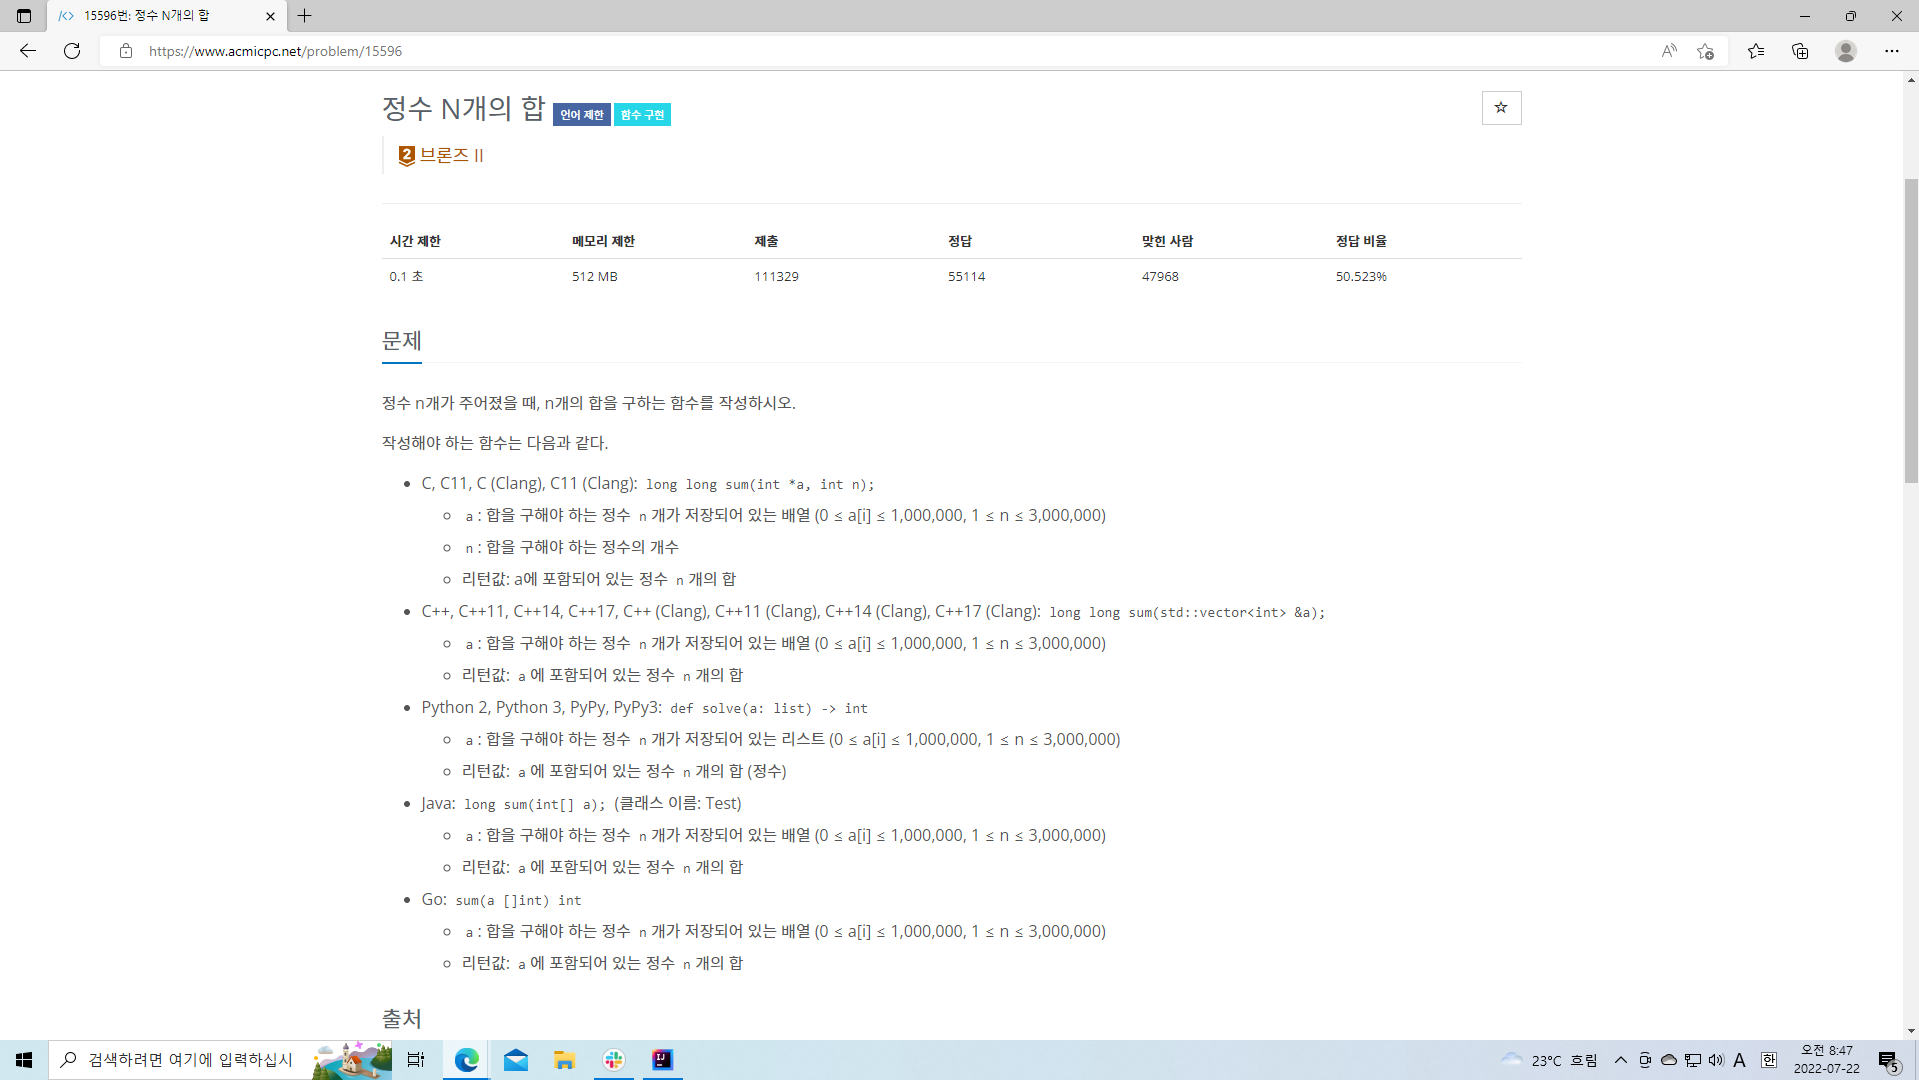 15596번: 정수 N개의 합
https://www.acmicpc.net/problem/15596
정수 N개의 합 언어 제한 함수 구현
2 브론즈 II
시간 제한 메모리 제한 제출 정답 맞힌 사람 정답 비율
0.1 초 512 MB 111329 55114 47968 50.523%
문제
정수 n개가 주어졌을 때, n개의 합을 구하는 함수를 작성하시오.
작성해야 하는 함수는 다음과 같다.
C, C11, C (Clang), C11 (Clang): long long sum(int *a, int n);
a : 합을 구해야 하는 정수 n 개가 저장되어 있는 배열 (0 ≤ a[i] ≤ 1,000,000, 1 ≤ n ≤ 3,000,000)
n : 합을 구해야 하는 정수의 개수
리턴값: a에 포함되어 있는 정수 n 개의 합
C++, C++11, C++14, C++17, C++ (Clang), C++11 (Clang), C++14 (Clang), C++17 (Clang): long long sum(std::vector<int> &a);
a : 합을 구해야 하는 정수 n 개가 저장되어 있는 배열 (0 ≤ a[i] ≤ 1,000,000, 1 ≤ n ≤ 3,000,000)
리턴값: a 에 포함되어 있는 정수 n 개의 합
Python 2, Python 3, PyPy, PyPy3: def solve(a: list) -> int
a : 합을 구해야 하는 정수 n 개가 저장되어 있는 리스트 (0 ≤ a[i] ≤ 1,000,000, 1 ≤ n ≤ 3,000,000)
리턴값: a 에 포함되어 있는 정수 n 개의 합 (정수)
Java: long sum(int[] a); (클래스 이름: Test)
a : 합을 구해야 하는 정수 n 개가 저장되어 있는 배열 (0 ≤ a[i] ≤ 1,000,000, 1 ≤ n ≤ 3,000,000)
리턴값: a 에 포함되어 있는 정수 n 개의 합
Go: sum(a []int) int
a : 합을 구해야 하는 정수 n 개가 저장되어 있는 배열 (0 ≤ a[i] ≤ 1,000,000, 1 ≤ n ≤ 3,000,000)
리턴값: a 에 포함되어 있는 정수 n 개의 합
출처
검색하려면 여기에 입력하십시
IJ
23°C 흐림
A
한
오전 8:47
2022-07-22
5